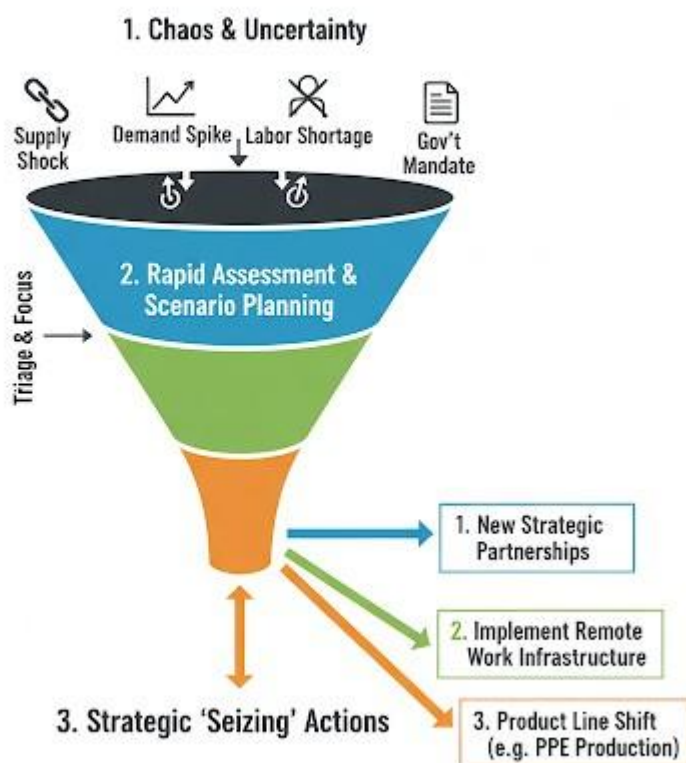 1. Chaos & Uncertainty
Supply
Shock
Demand Spike
Labor Shortage
Gov't
Mandate
2. Rapid Assessment &
Scenario Planning
Triage & Focus
1. New Strategic
Partnerships
2. Implement Remote
Work Infrastructure
3. Strategic 'Seizing' Actions
3. Product Line Shift
(e.g. PPE Production)